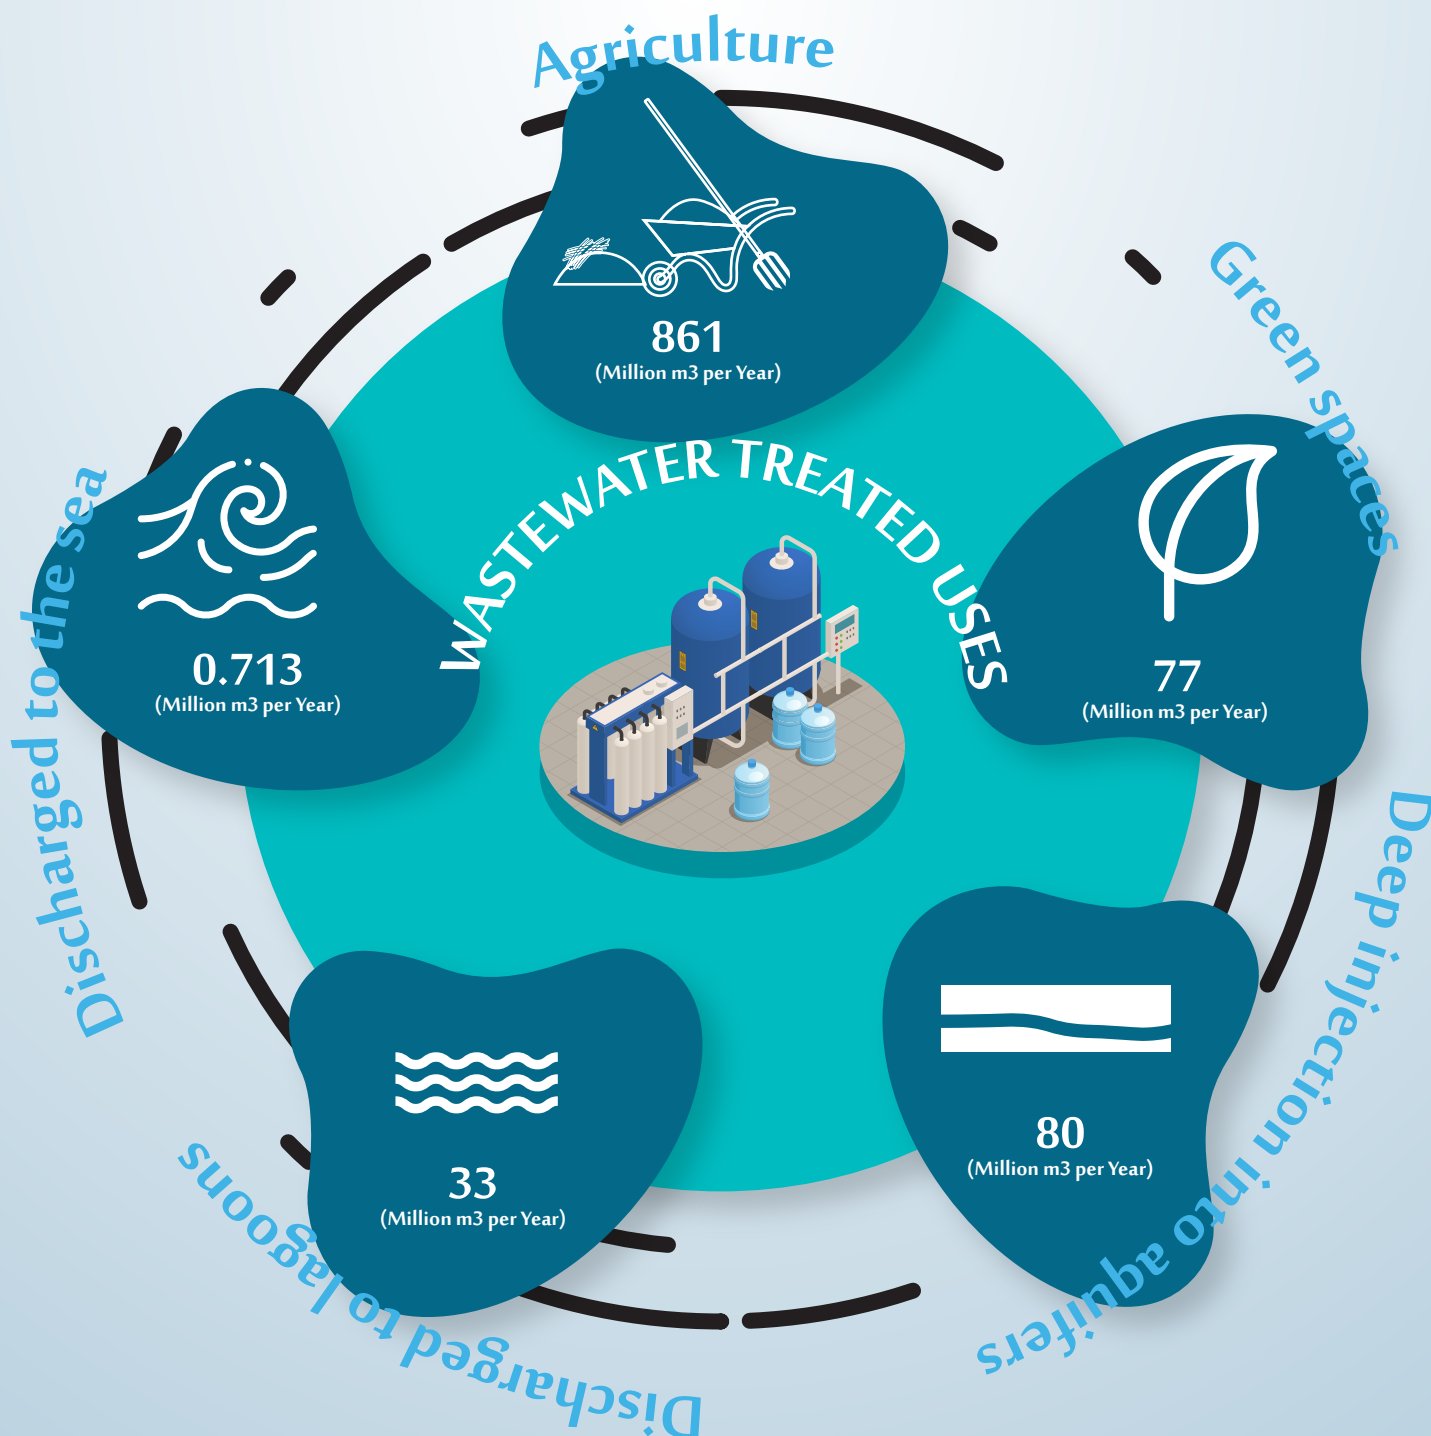 Agriculture
861
(Million m3 per Year)
Green spaces
77
(Million m3 per Year)
WASTEWATER TREATED USES
Discharged to the sea
0.713
(Million m3 per Year)
Deep injection into aquifers
80
(Million m3 per Year)
Discharged to lagoons
33
(Million m3 per Year)